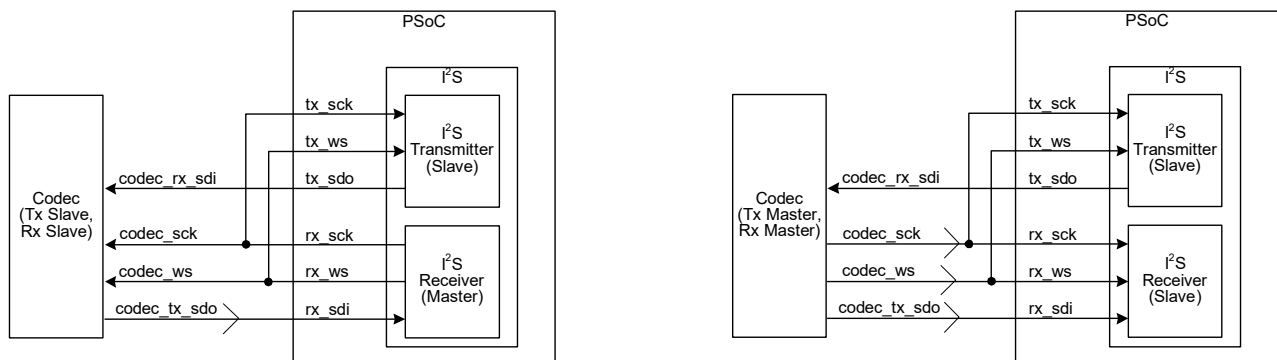 PSoC
I²S
tx_sck
I²S
Transmitter
(Slave)
tx_ws
codec_rx_sdi
tx_sdo
Codec
(Tx Slave,
Rx Slave)
codec_sck
rx_sck
I²S
Receiver
(Master)
codec_ws
rx_ws
codec_tx_sdo
rx_sdi
PSoC
I²S
tx_sck
I²S
Transmitter
(Slave)
tx_ws
codec_rx_sdi
tx_sdo
Codec
(Tx Master,
Rx Master)
codec_sck
rx_sck
I²S
Receiver
(Slave)
codec_ws
rx_ws
codec_tx_sdo
rx_sdi